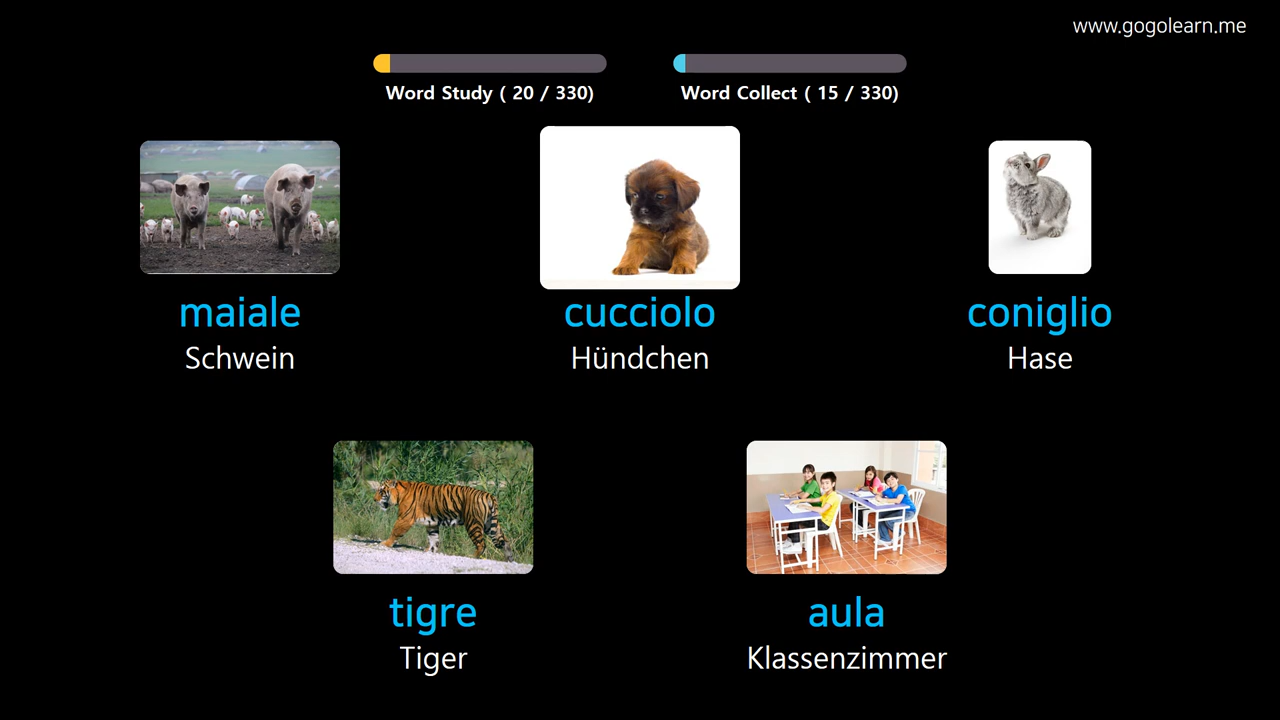 www.gogolearn.me
Word Study ( 20 / 330)
Word Collect ( 15 / 330)
maiale
Schwein
cucciolo
Hündchen
coniglio
Hase
tigre
Tiger
aula
Klassenzimmer